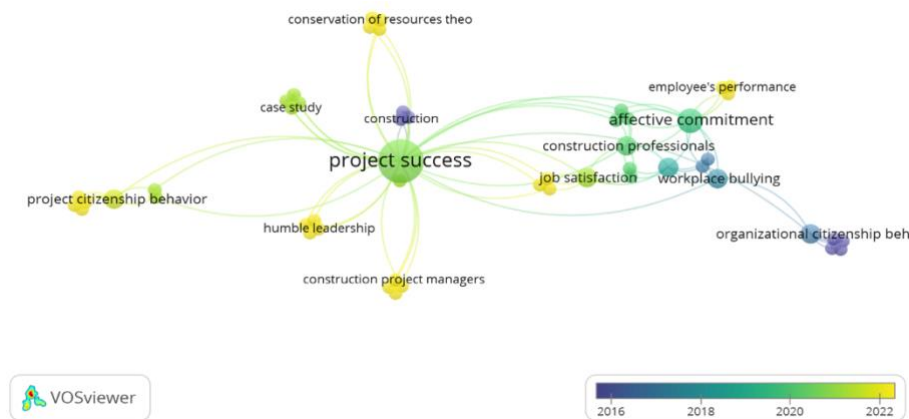 conservation of resources theo
employee's performance
case study
construction
affective commitment
construction professionals
project success
job satisfaction
workplace bullying
project citizenship behavior
humble leadership
organizational citizenship beh
construction project managers
VOSviewer
2016
2018
2020
2022